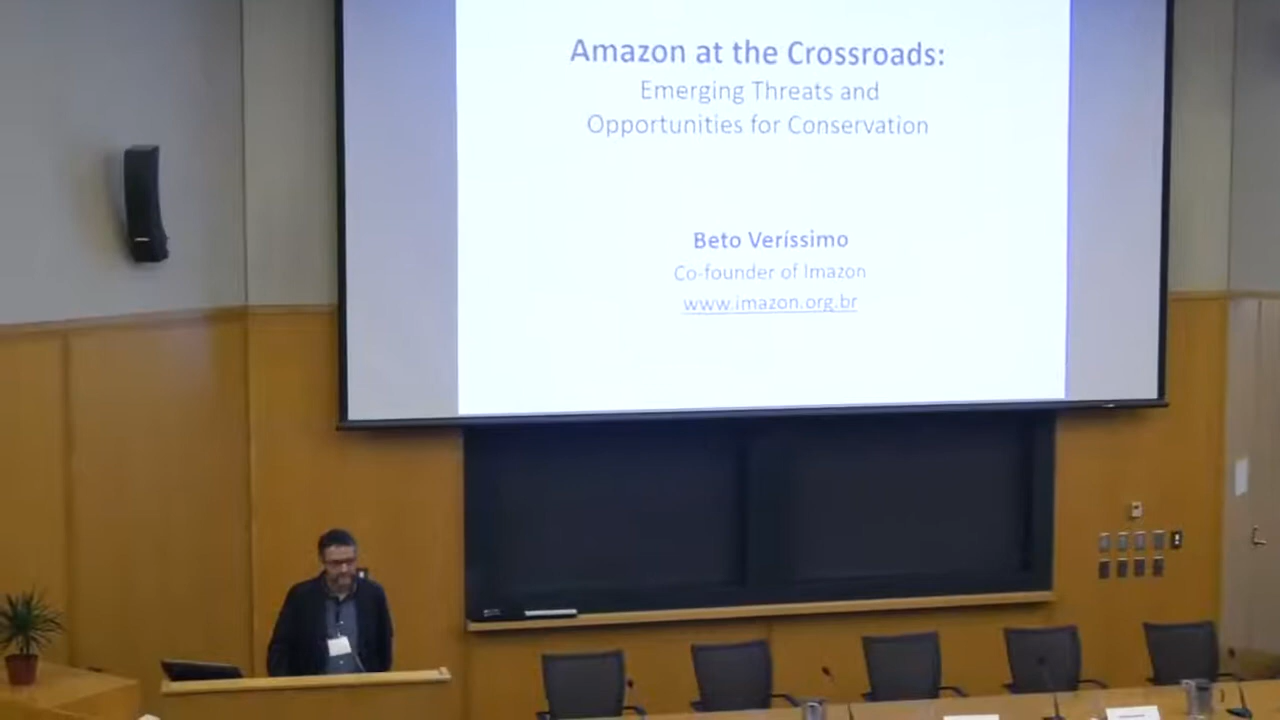 Amazon at the Crossroads:
Emerging Threats and
Opportunities for Conservation
Beto Veríssimo
Co-founder of Imazon
www.imazon.org.br